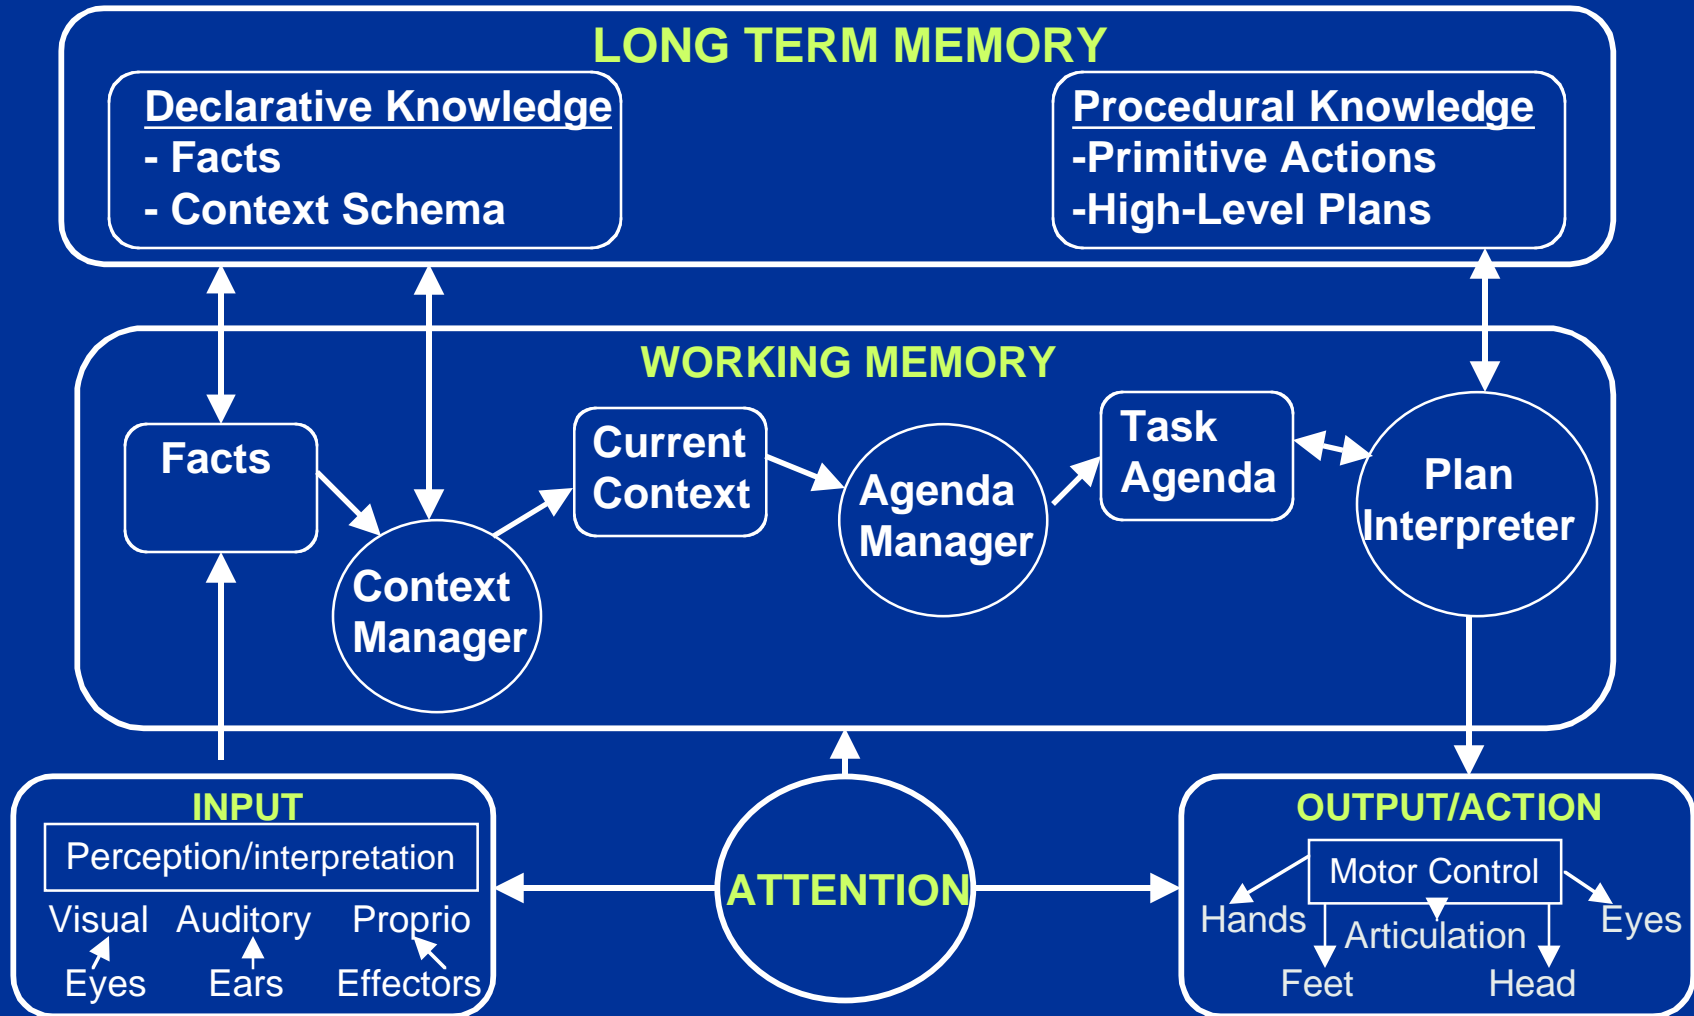 LONG TERM MEMORY
Declarative Knowledge
- Facts
- Context Schema
Procedural Knowledge
-Primitive Actions
-High-Level Plans
WORKING MEMORY
Facts
Context
Manager
Current
Context
Agenda
Manager
Task
Agenda
Plan
Interpreter
INPUT
Perception/interpretation
Visual Auditory Proprio
Eyes Ears Effectors
ATTENTION
OUTPUT/ACTION
Motor Control
Hands Articulation Eyes
Feet Head